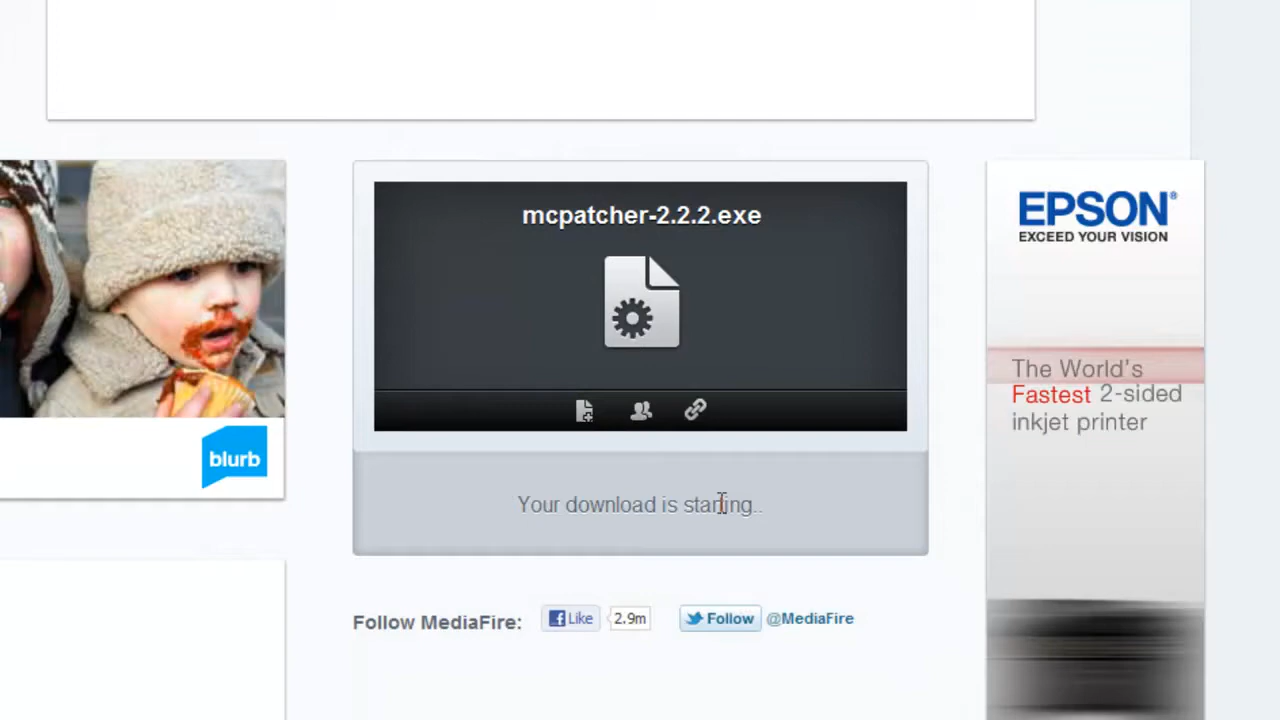 mcpatcher-2.2.2.exe
EPSON®
EXCEED YOUR VISION
The World's
Fastest 2-sided
inkjet printer
blurb
Your download is starting..
Follow MediaFire: Like 2.9m Follow @MediaFire